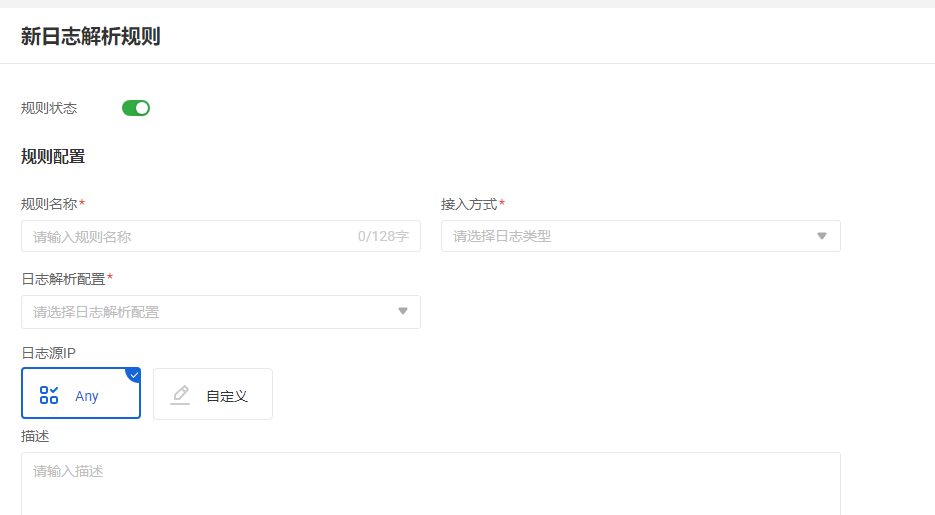 新日志解析规则
规则状态
规则配置
规则名称* 接入方式*
请输入规则名称 0/128字 请选择日志类型
日志解析配置*
请选择日志解析配置
日志源IP
Any 自定义
描述
请输入描述